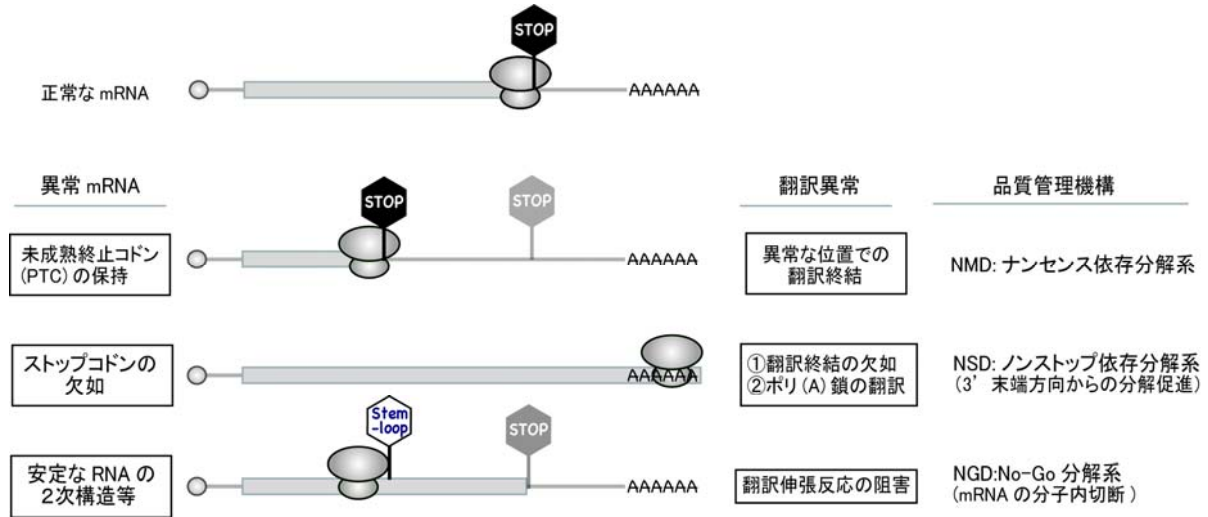 STOP
正常な mRNA
AAAAAA
異常 mRNA
翻訳異常
品質管理機構
STOP
STOP
未成熟終止コドン
(PTC) の保持
AAAAAA
異常な位置での
翻訳終結
NMD: ナンセンス依存分解系
ストップコドンの
欠如
AAAAAA
①翻訳終結の欠如
②ポリ (A) 鎖の翻訳
NSD: ノンストップ依存分解系
(3’ 末端方向からの分解促進)
Stem
-loop
STOP
安定な RNA の
2次構造等
AAAAAA
翻訳伸張反応の阻害
NGD:No-Go 分解系
(mRNA の分子内切断 )